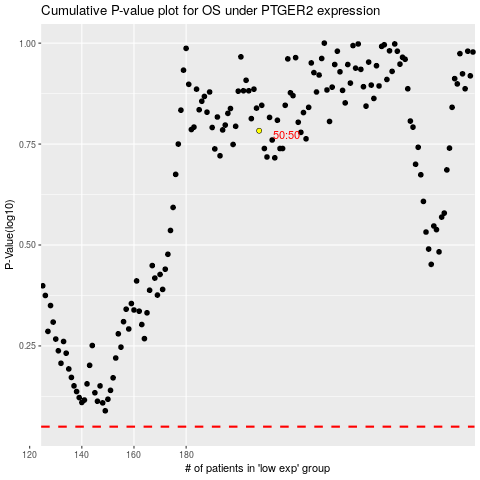 Cumulative P-value plot for OS under PTGER2 expression
P-Value(log10)
1.00
0.75
0.50
0.25
50:50
120 140 160 180
# of patients in 'low exp' group